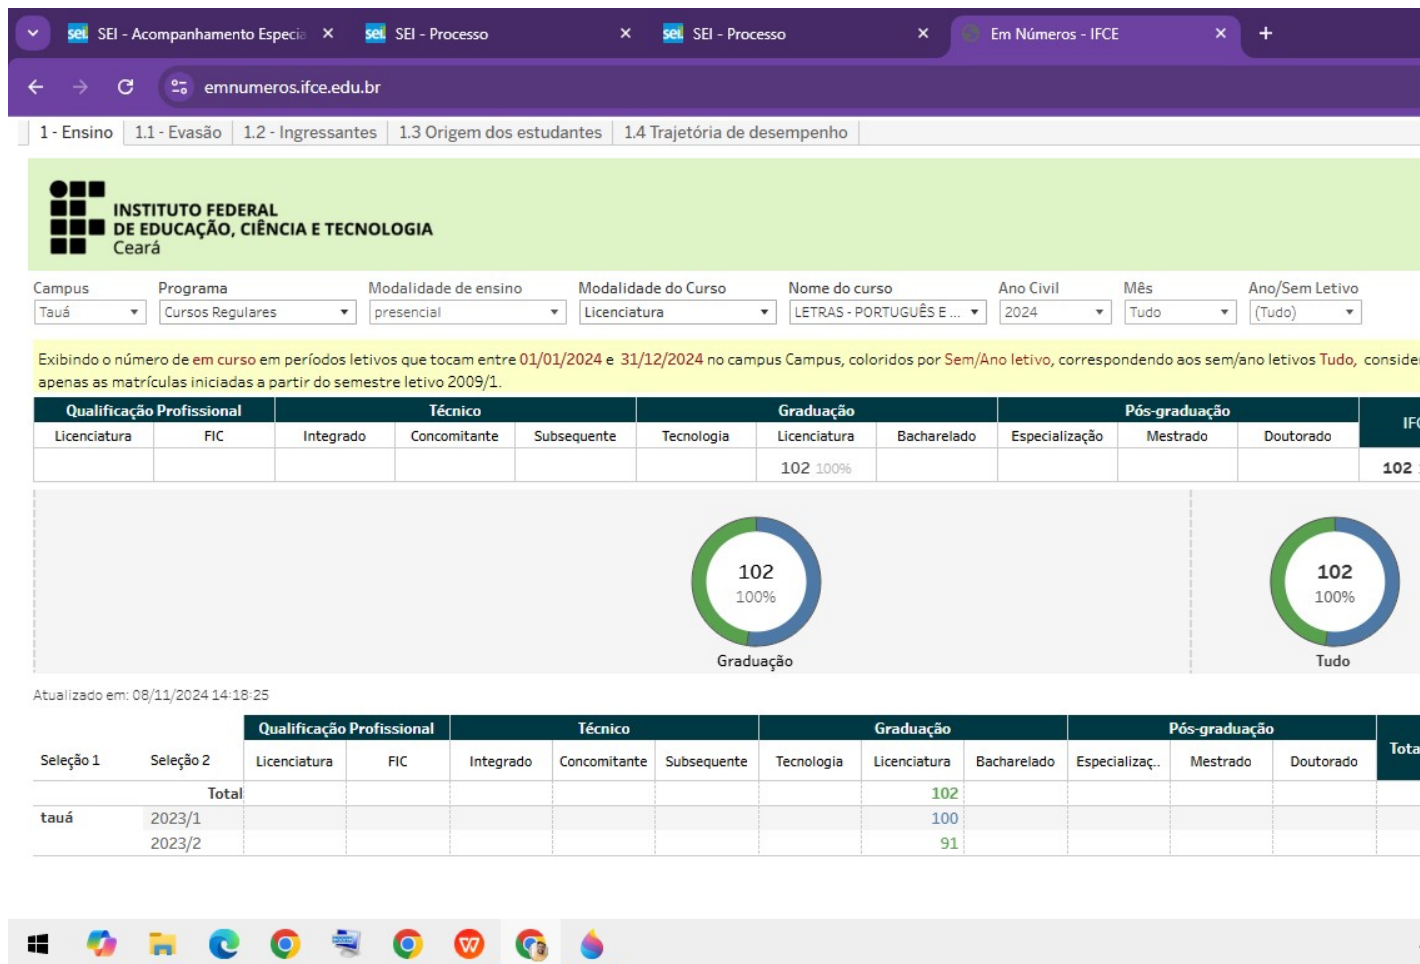 SEI - Acompanhamento Especia SEI - Processo SEI - Processo Em Números - IFCE
emnumeros.ifce.edu.br
1 - Ensino 1.1 - Evasão 1.2 - Ingressantes 1.3 Origem dos estudantes 1.4 Trajetória de desempenho
INSTITUTO FEDERAL
DE EDUCAÇÃO, CIÊNCIA E TECNOLOGIA
Ceará
Campus Programa Modalidade de ensino Modalidade do Curso Nome do curso Ano Civil Mês Ano/Sem Letivo
Tauá Cursos Regulares presencial Licenciatura LETRAS - PORTUGUÊS E ... 2024 Tudo (Tudo)
Exibindo o número de em curso em períodos letivos que tocam entre 01/01/2024 e 31/12/2024 no campus Campus, coloridos por Sem/Ano letivo, correspondendo aos sem/ano letivos Tudo, conside
apenas as matrículas iniciadas a partir do semestre letivo 2009/1.
Qualificação Profissional Técnico Graduação Pós-graduação IFC
Licenciatura FIC Integrado Concomitante Subsequente Tecnologia Licenciatura Bacharelado Especialização Mestrado Doutorado
102 100% 102
102 102
100% 100%
Graduação Tudo
Atualizado em: 08/11/2024 14:18:25
Qualificação Profissional Técnico Graduação Pós-graduação
Seleção 1 Seleção 2 Licenciatura FIC Integrado Concomitante Subsequente Tecnologia Licenciatura Bacharelado Especializaç.. Mestrado Doutorado Tota
Total 102
tauá 2023/1 100
2023/2 91